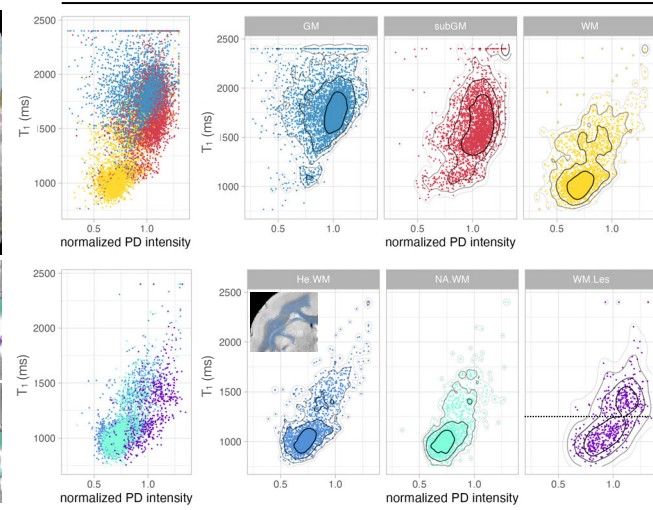 GM subGM WM
2500
2000
1500
1000
T₁ (ms)
0.5 1.0
normalized PD intensity
2500
2000
1500
1000
T₁ (ms)
0.5 1.0 0.5 1.0 0.5 1.0
normalized PD intensity
He.WM NA.WM WM.Les
2500
2000
1500
1000
T₁ (ms)
0.5 1.0
normalized PD intensity
2500
2000
1500
1000
T₁ (ms)
0.5 1.0 0.5 1.0 0.5 1.0
normalized PD intensity